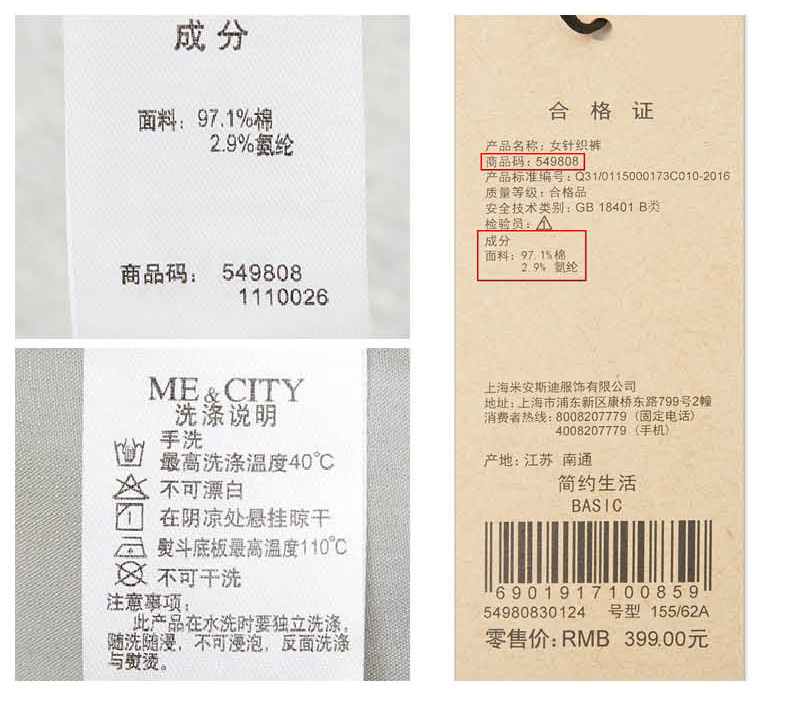 成分
面料：97.1%棉
2.9%氨纶
商品码：549808
1110026
ME&CITY
洗涤说明
手洗
最高洗涤温度40℃
不可漂白
在阴凉处悬挂晾干
熨斗底板最高温度110℃
不可干洗
注意事项：
此产品在水洗时要独立洗涤，
随洗随浸，不可浸泡，反面洗涤
与熨烫。
合格证
产品名称：女针织裤
商品码：549808
产品标准编号：Q31/0115000173C010-2016
质量等级：合格品
安全技术类别：GB 18401 B类
检验员：1
成分
面料：97.1%棉
2.9% 氨纶
上海米安斯迪服饰有限公司
地址：上海市浦东新区康桥东路799号2幢
消费者热线：8008207779（固定电话）
4008207779（手机）
产地：江苏 南通
简约生活
BASIC
6901917100859
54980830124 号型 155/62A
零售价：RMB 399.00元